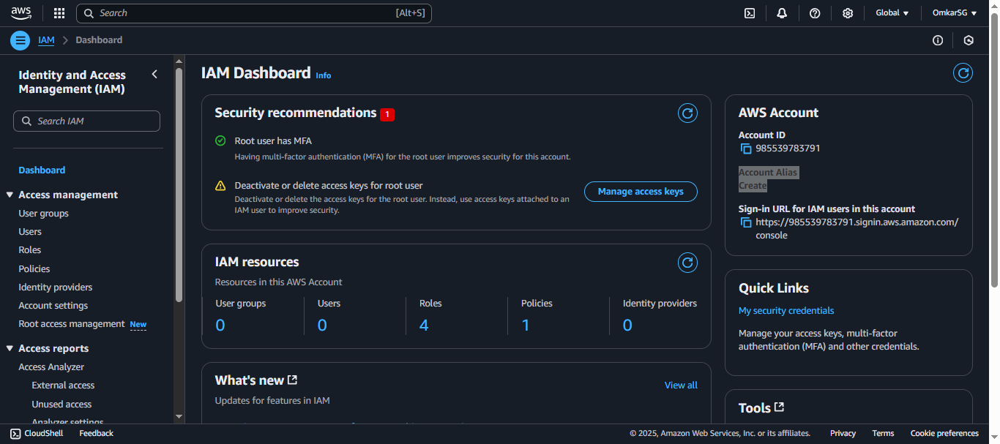 aws
Search
[Alt+S]
Global
OmkarSG
IAM
Dashboard
Identity and Access
Management (IAM)
Search IAM
Dashboard
Access management
User groups
Users
Roles
Policies
Identity providers
Account settings
Root access management New
Access reports
Access Analyzer
External access
Unused access
Analyzer settings
IAM Dashboard Info
Security recommendations 1
Root user has MFA
Having multi-factor authentication (MFA) for the root user improves security for this account.
Deactivate or delete access keys for root user
Deactivate or delete the access keys for the root user. Instead, use access keys attached to an
IAM user to improve security.
Manage access keys
IAM resources
Resources in this AWS Account
User groups
0
Users
0
Roles
4
Policies
1
Identity providers
0
What's new
View all
Updates for features in IAM
AWS Account
Account ID
985539783791
Account Alias
Create
Sign-in URL for IAM users in this account
https://985539783791.signin.aws.amazon.com/
console
Quick Links
My security credentials
Manage your access keys, multi-factor
authentication (MFA) and other credentials.
Tools
CloudShell
Feedback
© 2025, Amazon Web Services, Inc. or its affiliates.
Privacy
Terms
Cookie preferences